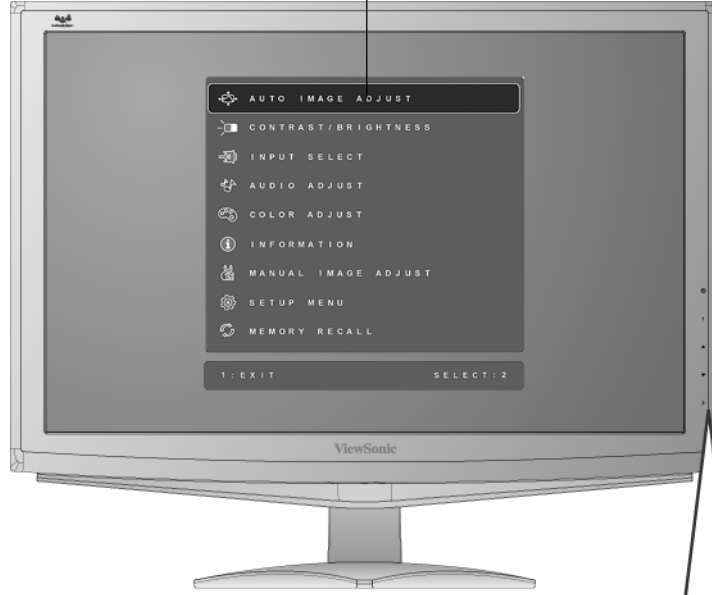 AUTO IMAGE ADJUST
CONTRAST/BRIGHTNESS
INPUT SELECT
AUDIO ADJUST
COLOR ADJUST
INFORMATION
MANUAL IMAGE ADJUST
SETUP MENU
MEMORY RECALL
1:EXIT SELECT:2
ViewSonic